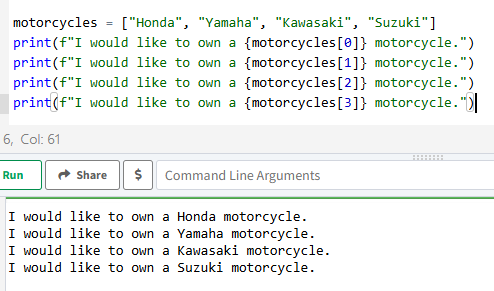 motorcycles = ["Honda", "Yamaha", "Kawasaki", "Suzuki"]
print(f"I would like to own a {motorcycles[0]} motorcycle.")
print(f"I would like to own a {motorcycles[1]} motorcycle.")
print(f"I would like to own a {motorcycles[2]} motorcycle.")
print(f"I would like to own a {motorcycles[3]} motorcycle.")
6, Col: 61
Run Share $ Command Line Arguments
I would like to own a Honda motorcycle.
I would like to own a Yamaha motorcycle.
I would like to own a Kawasaki motorcycle.
I would like to own a Suzuki motorcycle.